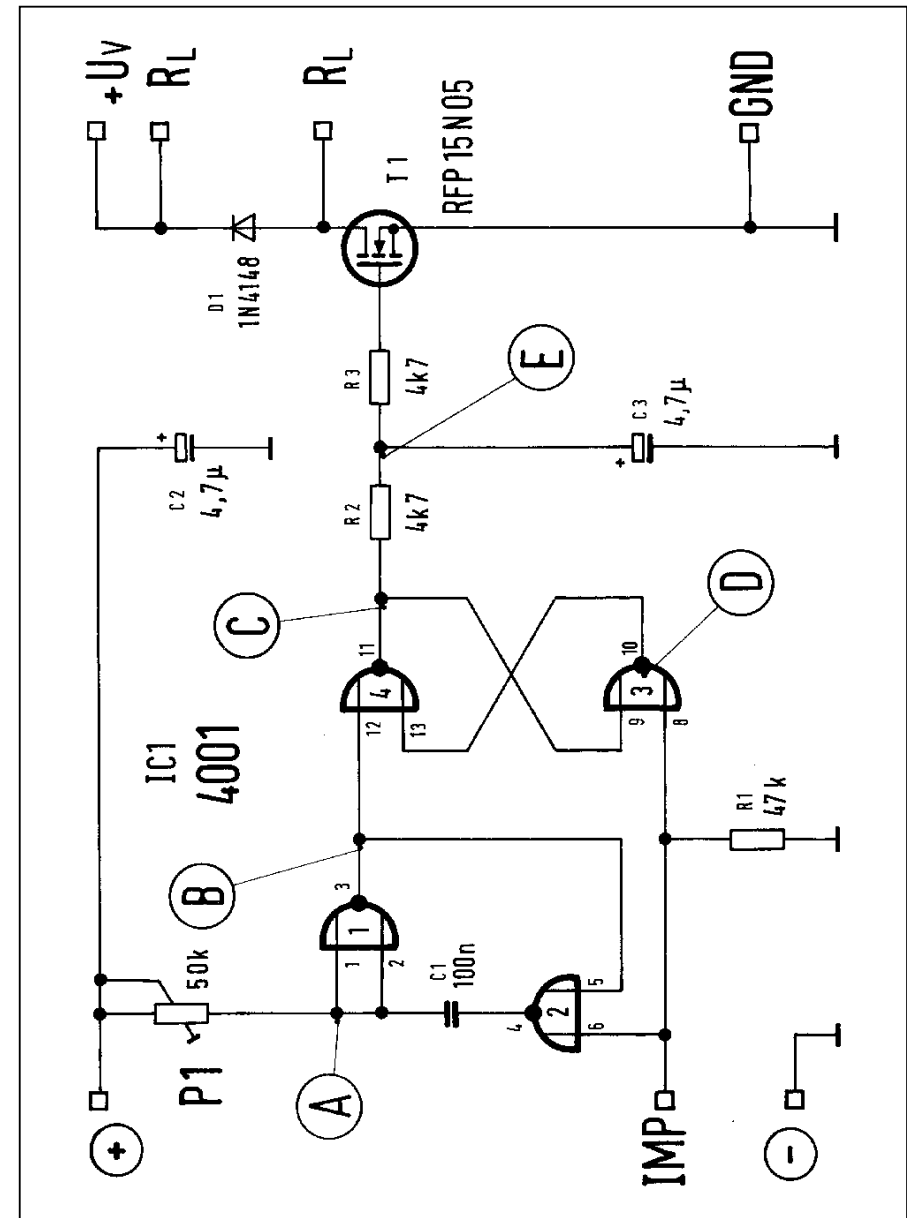 +UV
RL
RL
D1
1N4148
T1
RFP15N05
GND
C2
+
4,7µ
R3
4k7
E
R2
4k7
C3
+
4,7µ
C
11
4
12
13
IC1
4001
10
3
9
8
D
B
3
1
1
2
R1
47k
P1
50k
A
C1
100n
4
2
5
6
+
IMP
-